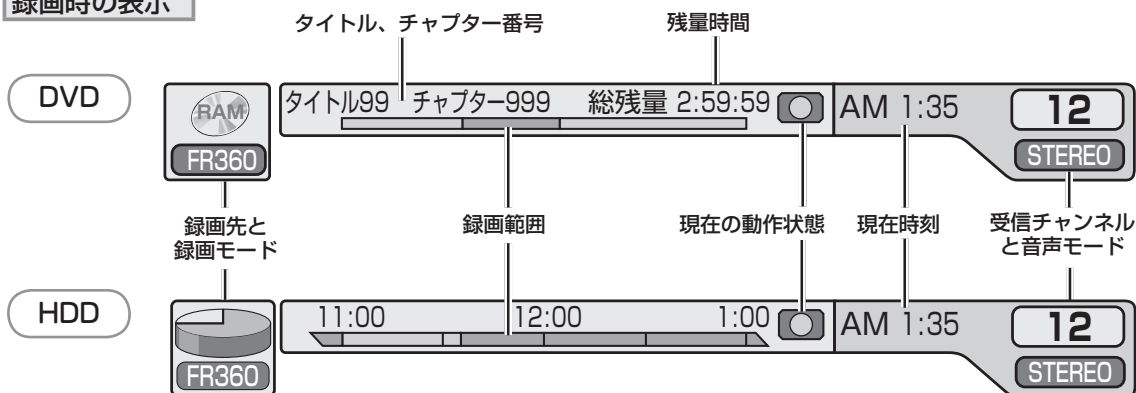 録画時の表示
タイトル、チャプター番号
残量時間
DVD
RAM
FR360
タイトル99 チャプター999 総残量 2:59:59
AM 1:35
12
STEREO
録画先と
録画モード
録画範囲
現在の動作状態
現在時刻
受信チャンネル
と音声モード
HDD
FR360
11:00 12:00 1:00
AM 1:35
12
STEREO